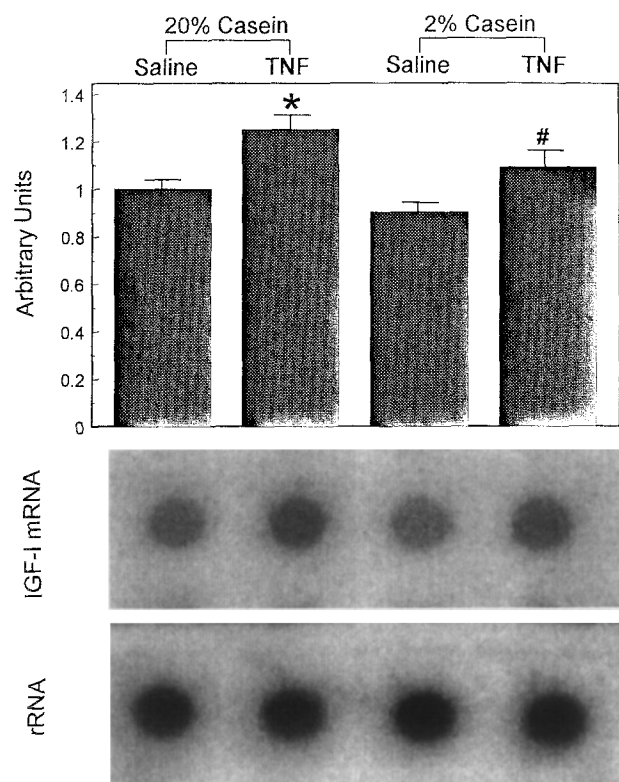 20% Casein 2% Casein
Saline TNF Saline TNF
1.4
1.2
1
0.8
0.6
0.4
0.2
0
Arbitrary Units
*
#
IGF-I mRNA
rRNA